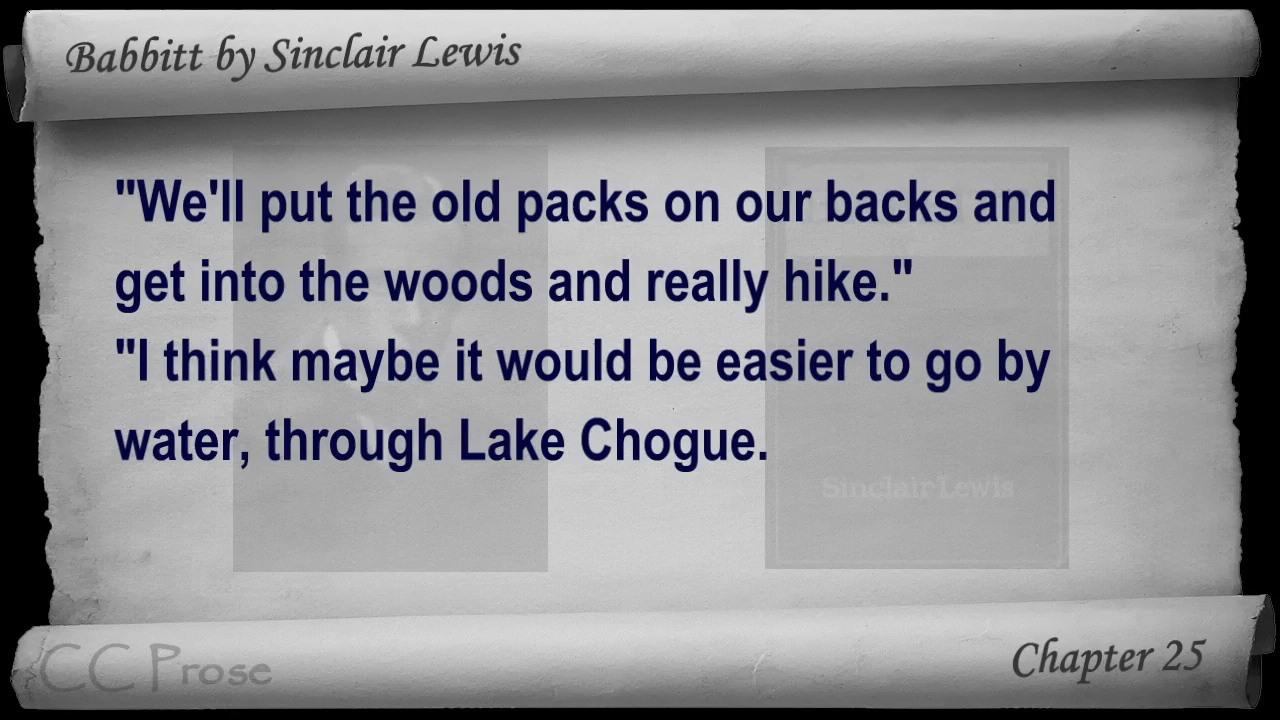 Babbitt by Sinclair Lewis
"We'll put the old packs on our backs and
get into the woods and really hike."
"I think maybe it would be easier to go by
water, through Lake Chogue.
Sinclair Lewis
CC Prose
Chapter 25